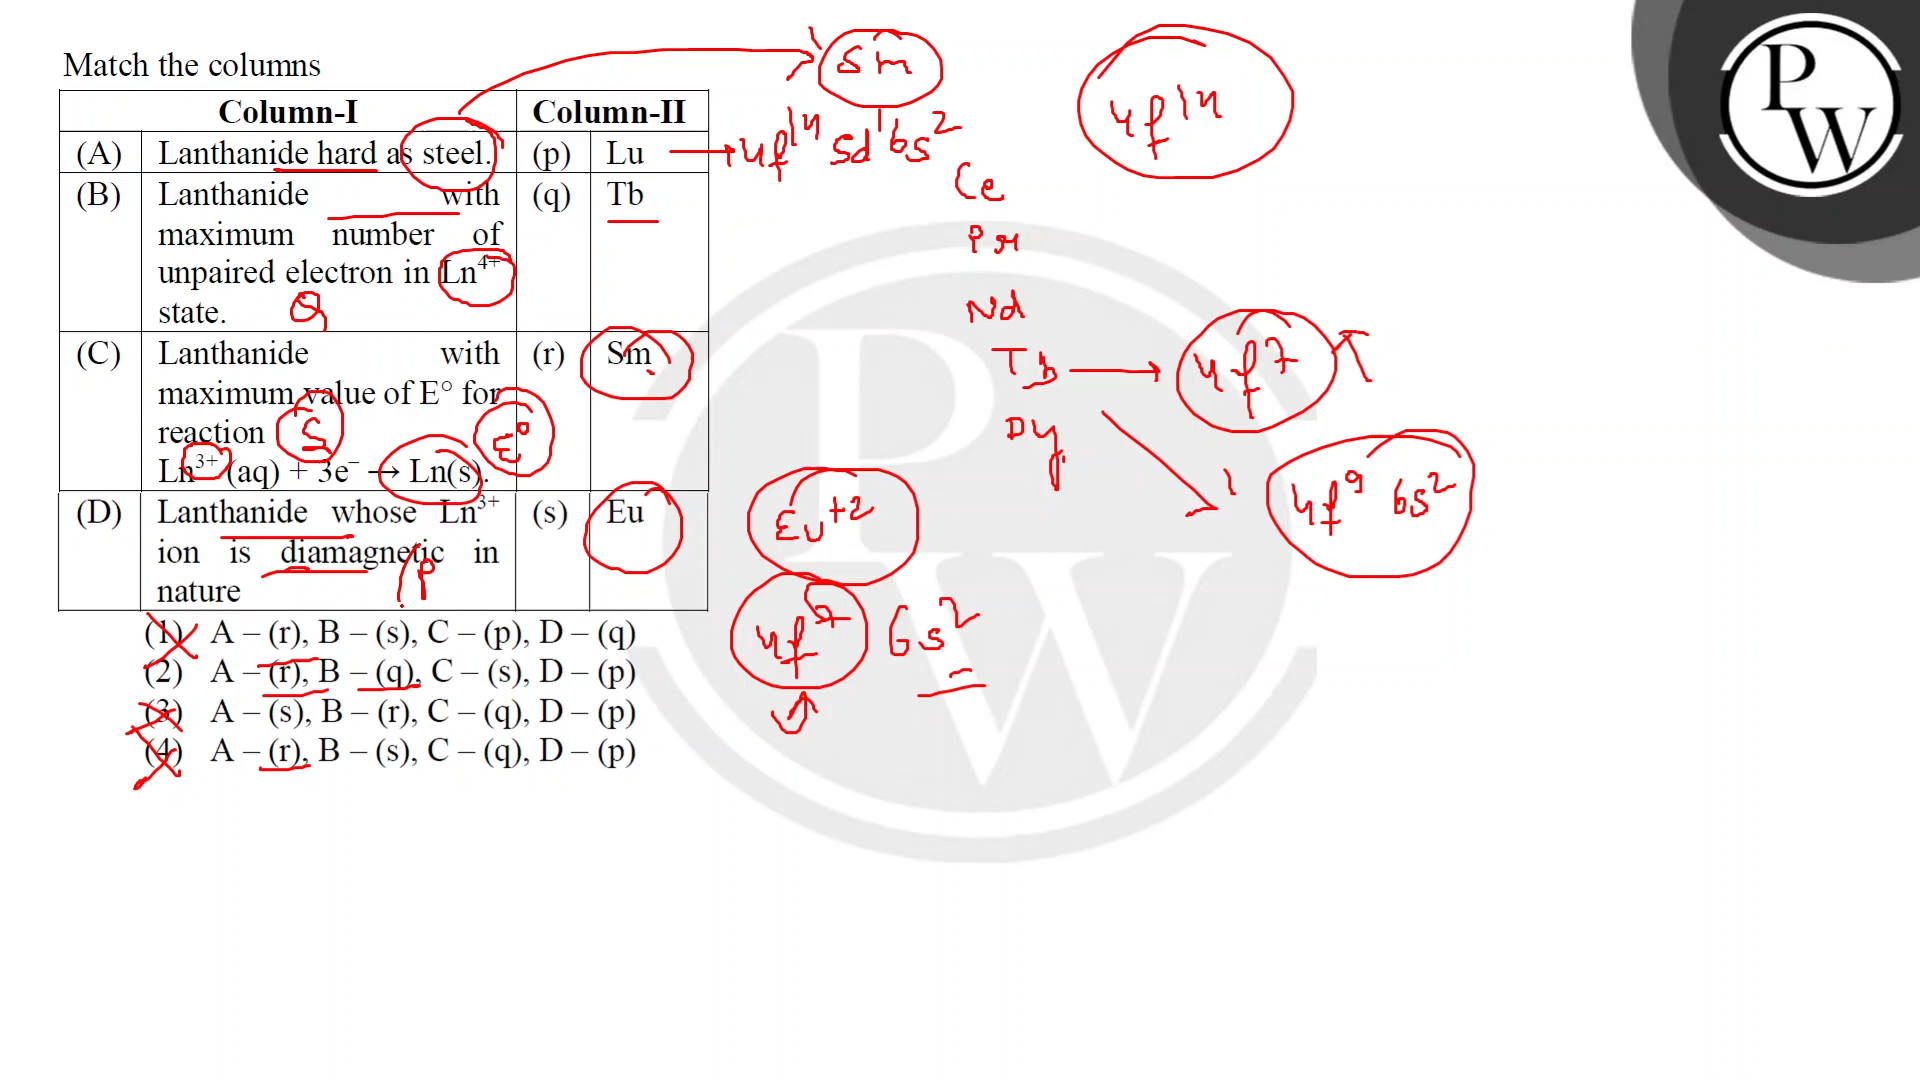 Match the columns
Column-I Column-II
(A) Lanthanide hard as steel. (p) Lu
(B) Lanthanide with (q) Tb
maximum number of
unpaired electron in Ln⁴⁺
state. Q
(C) Lanthanide with (r) Sm
maximum value of E° for
reaction S E°
Ln³⁺ (aq) + 3e⁻ → Ln(s).
(D) Lanthanide whose Ln³⁺ (s) Eu
ion is diamagnetic in
nature P
(1) A – (r), B – (s), C – (p), D – (q)
(2) A – (r), B – (q), C – (s), D – (p)
(3) A – (s), B – (r), C – (q), D – (p)
(4) A – (r), B – (s), C – (q), D – (p)
Sm
4f¹⁴ 5d¹ 6s²
4f¹⁴
Ce
Pr
Nd
Tb → 4f⁷
Dy
4f⁹ 6s²
Eu⁺²
4f⁷ 6s²
P
W
P
W